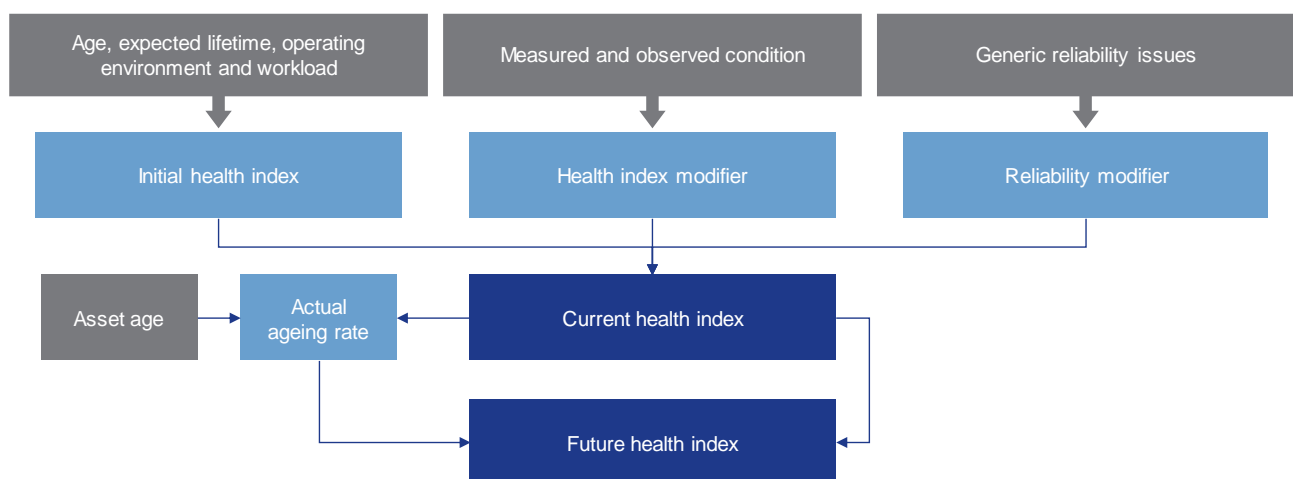 Age, expected lifetime, operating
environment and workload
Measured and observed condition
Generic reliability issues
Initial health index
Health index modifier
Reliability modifier
Asset age
Actual
ageing rate
Current health index
Future health index